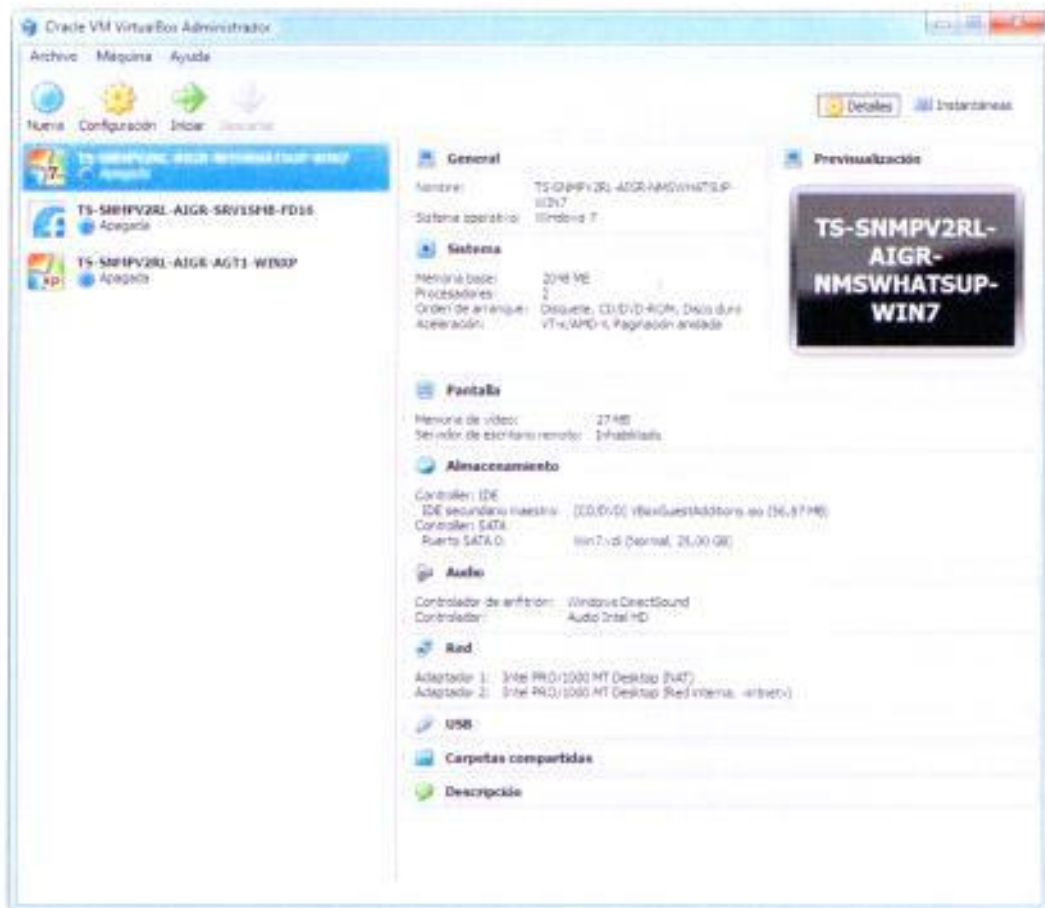 Oracle VM VirtualBox Administrador
Archivo Máquina Ayuda
Nueva Configuración Iniciar Descartar
Detalles Instantáneas
Apagada
TS-SNMPV2RL-AIGR-SRV1SMB-FD16
Apagada
TS-SNMPV2RL-AIGR-AGT1-WINXP
Apagada
General
Nombre: TS-SNMPV2RL-AIGR-NMSWHATSUP-
WIN7
Sistema operativo: Windows 7
Sistema
Memoria base: 2048 MB
Procesadores: 2
Orden de arranque: Disquete, CD/DVD-ROM, Disco duro
Aceleración: VT-x/AMD-V, Paginación anidada
Previsualización
TS-SNMPV2RL-
AIGR-
NMSWHATSUP-
WIN7
Pantalla
Memoria de vídeo: 27 MB
Servidor de escritorio remoto: Inhabilitado
Almacenamiento
Controller: IDE
IDE secundario maestro: [CD/DVD] VBoxGuestAdditions.iso (56,87 MB)
Controller: SATA
Puerto SATA 0: Win7.vdi (Normal, 25,00 GB)
Audio
Controlador de anfitrión: Windows DirectSound
Controlador: Audio Intel HD
Red
Adaptador 1: Intel PRO/1000 MT Desktop (NAT)
Adaptador 2: Intel PRO/1000 MT Desktop (Red interna, «intnet»)
USB
Carpetas compartidas
Descripción